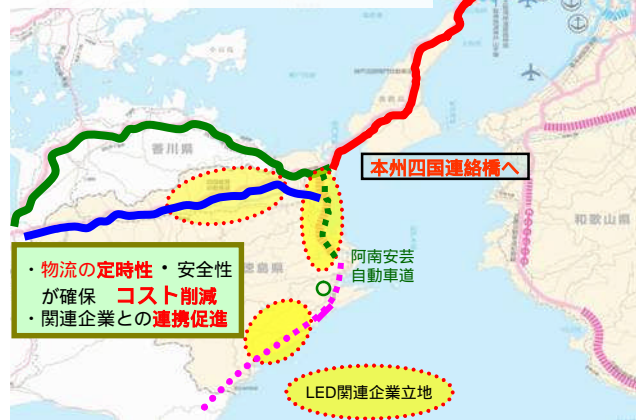 香川県
本州四国連絡橋へ
和歌山県
徳島県
阿南安芸
自動車道
・物流の定時性・安全性
が確保　コスト削減
・関連企業との連携促進
LED関連企業立地